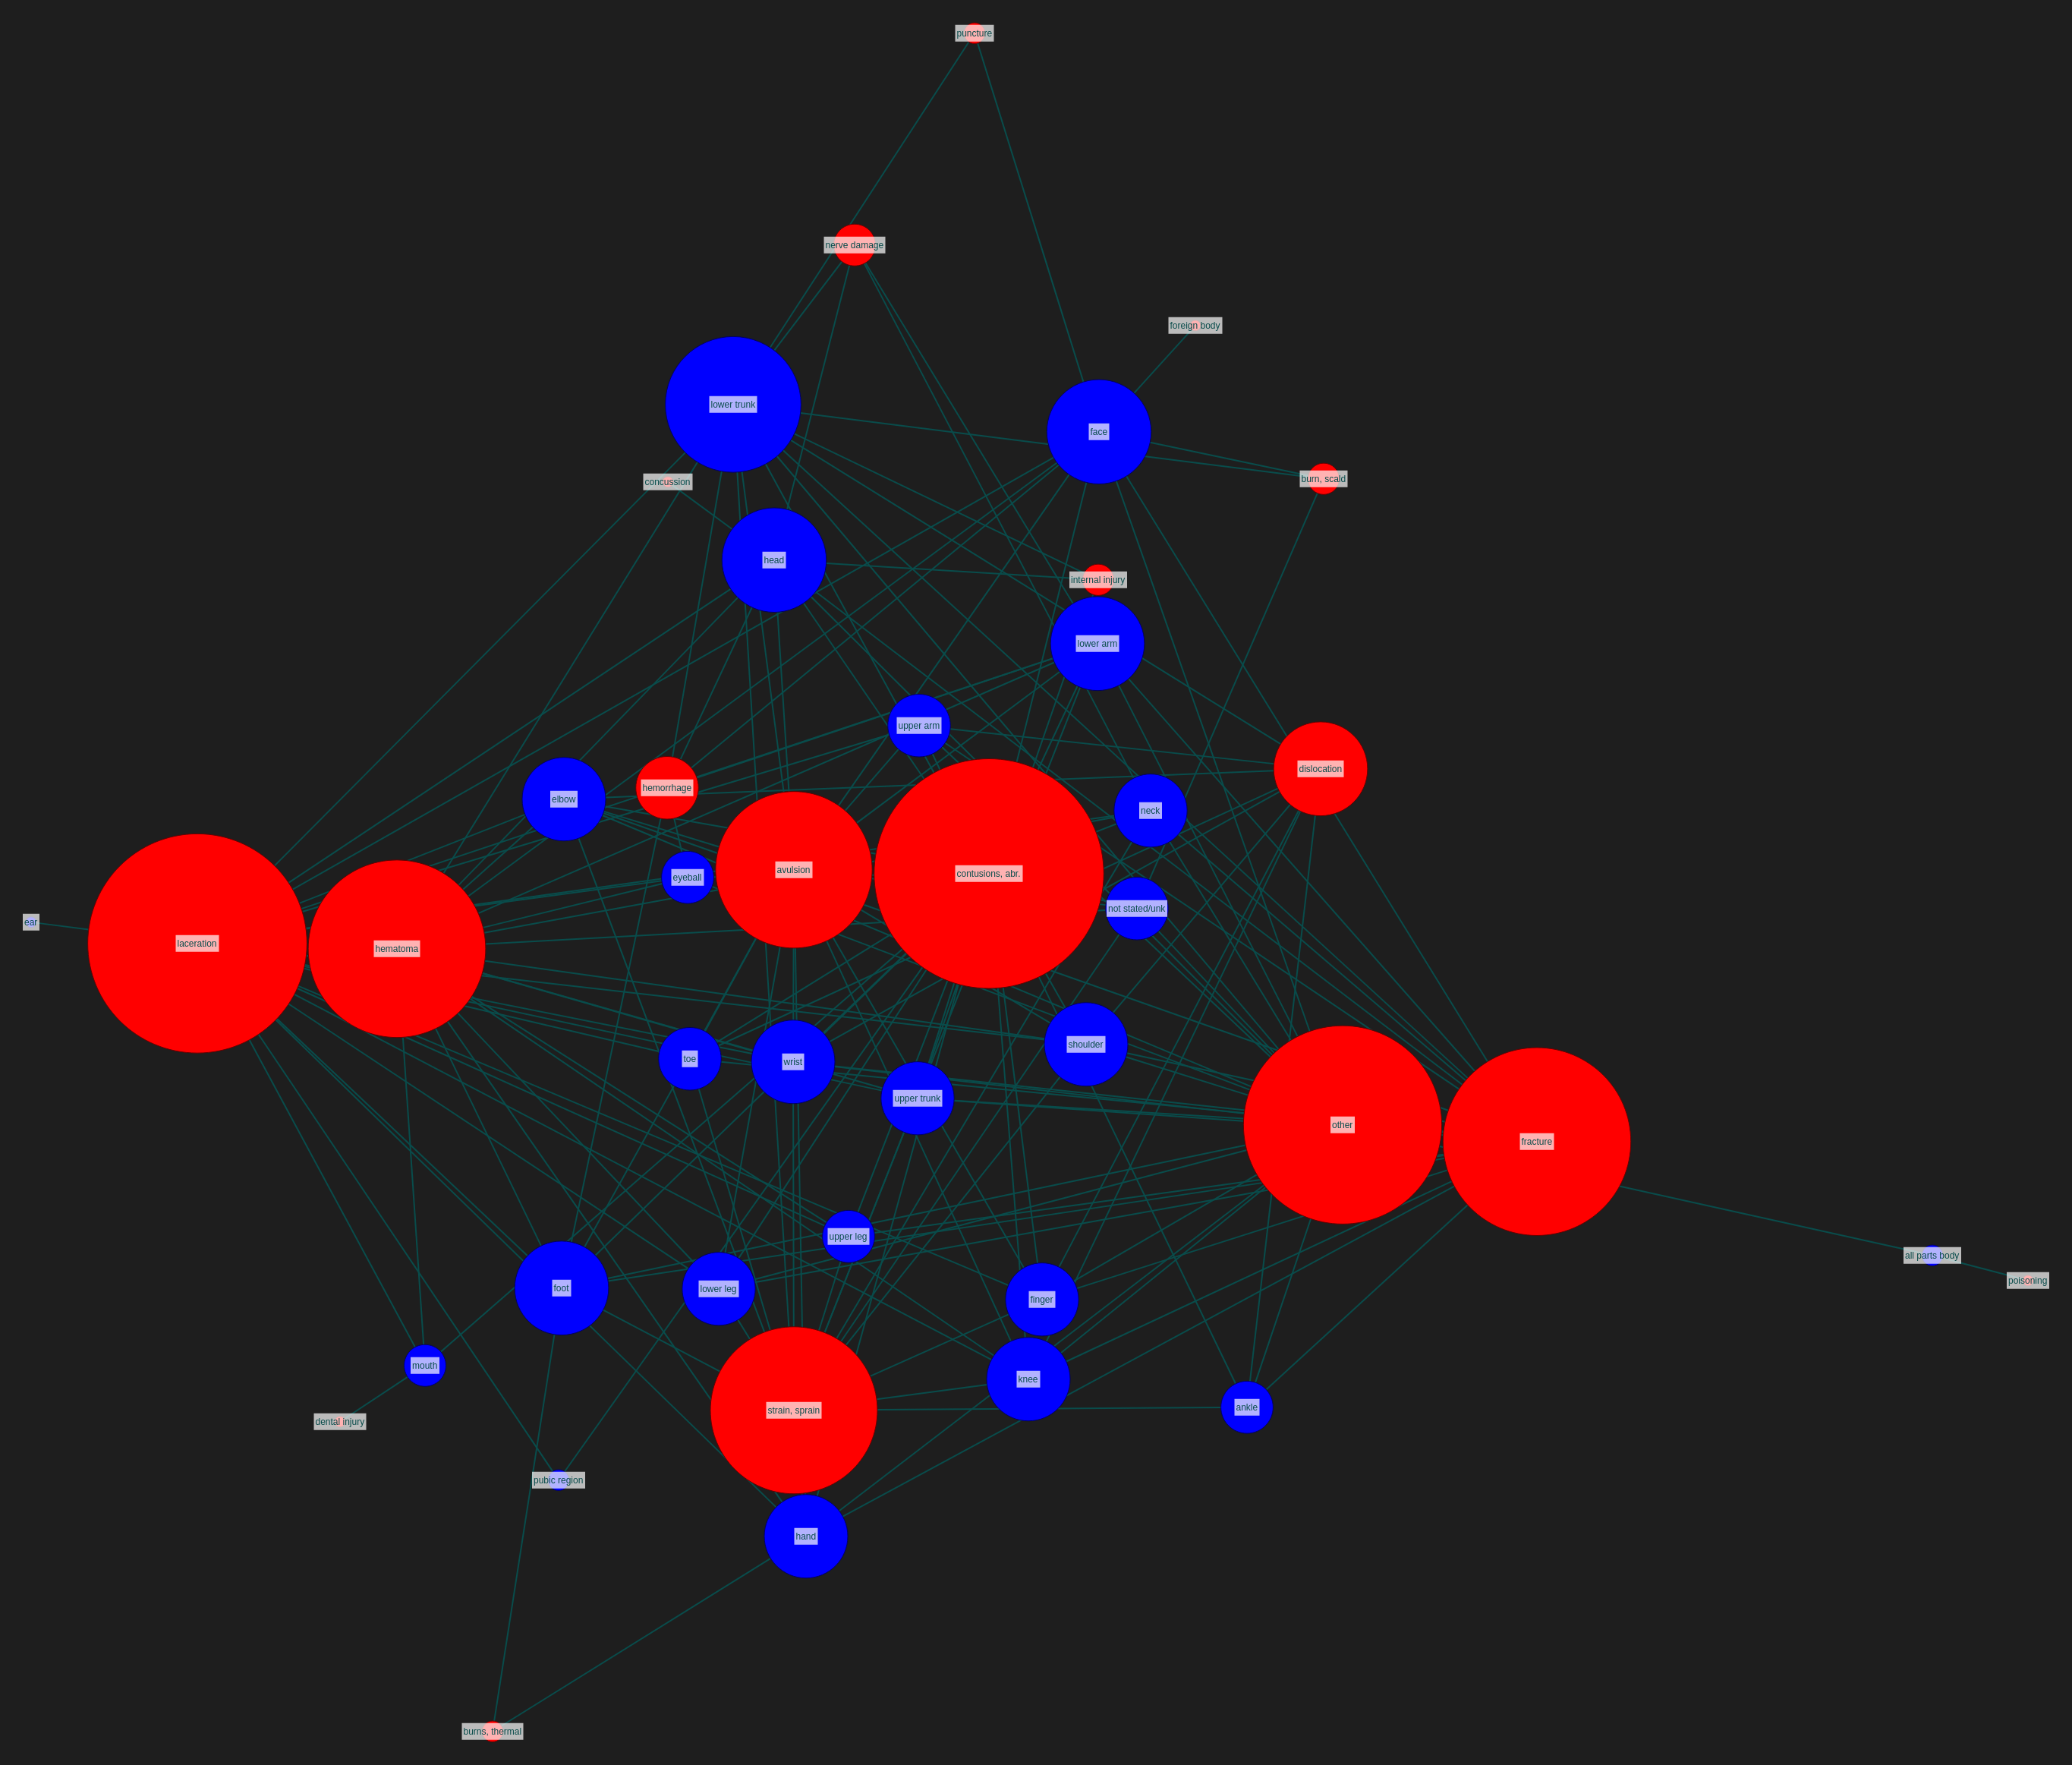 puncture
nerve damage
foreign body
lower trunk
face
concussion
burn, scald
head
internal injury
lower arm
upper arm
dislocation
hemorrhage
elbow
neck
avulsion
contusions, abr.
eyeball
not stated/unk
ear
laceration
hematoma
shoulder
toe
wrist
upper trunk
other
fracture
upper leg
all parts body
poisoning
foot
lower leg
finger
mouth
knee
ankle
strain, sprain
dental injury
pubic region
hand
burns, thermal